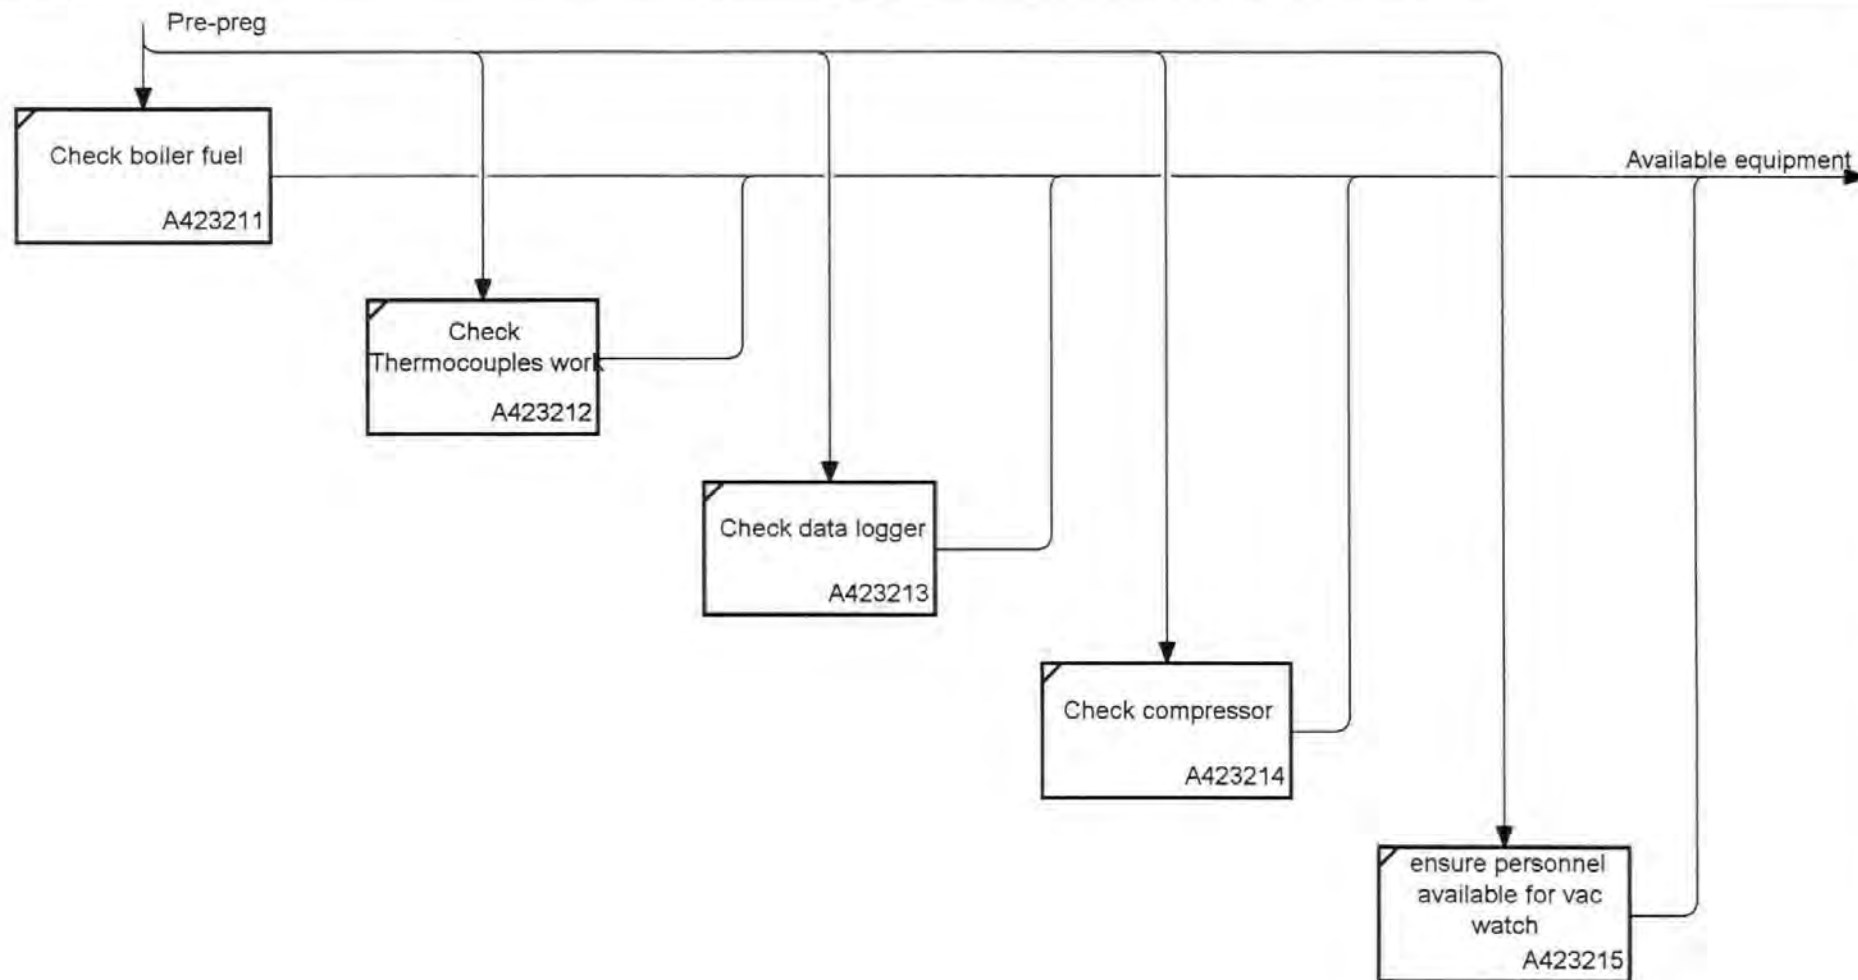 Pre-preg
Check boiler fuel
A423211
Available equipment
Check
Thermocouples work
A423212
Check data logger
A423213
Check compressor
A423214
ensure personnel
available for vac
watch
A423215